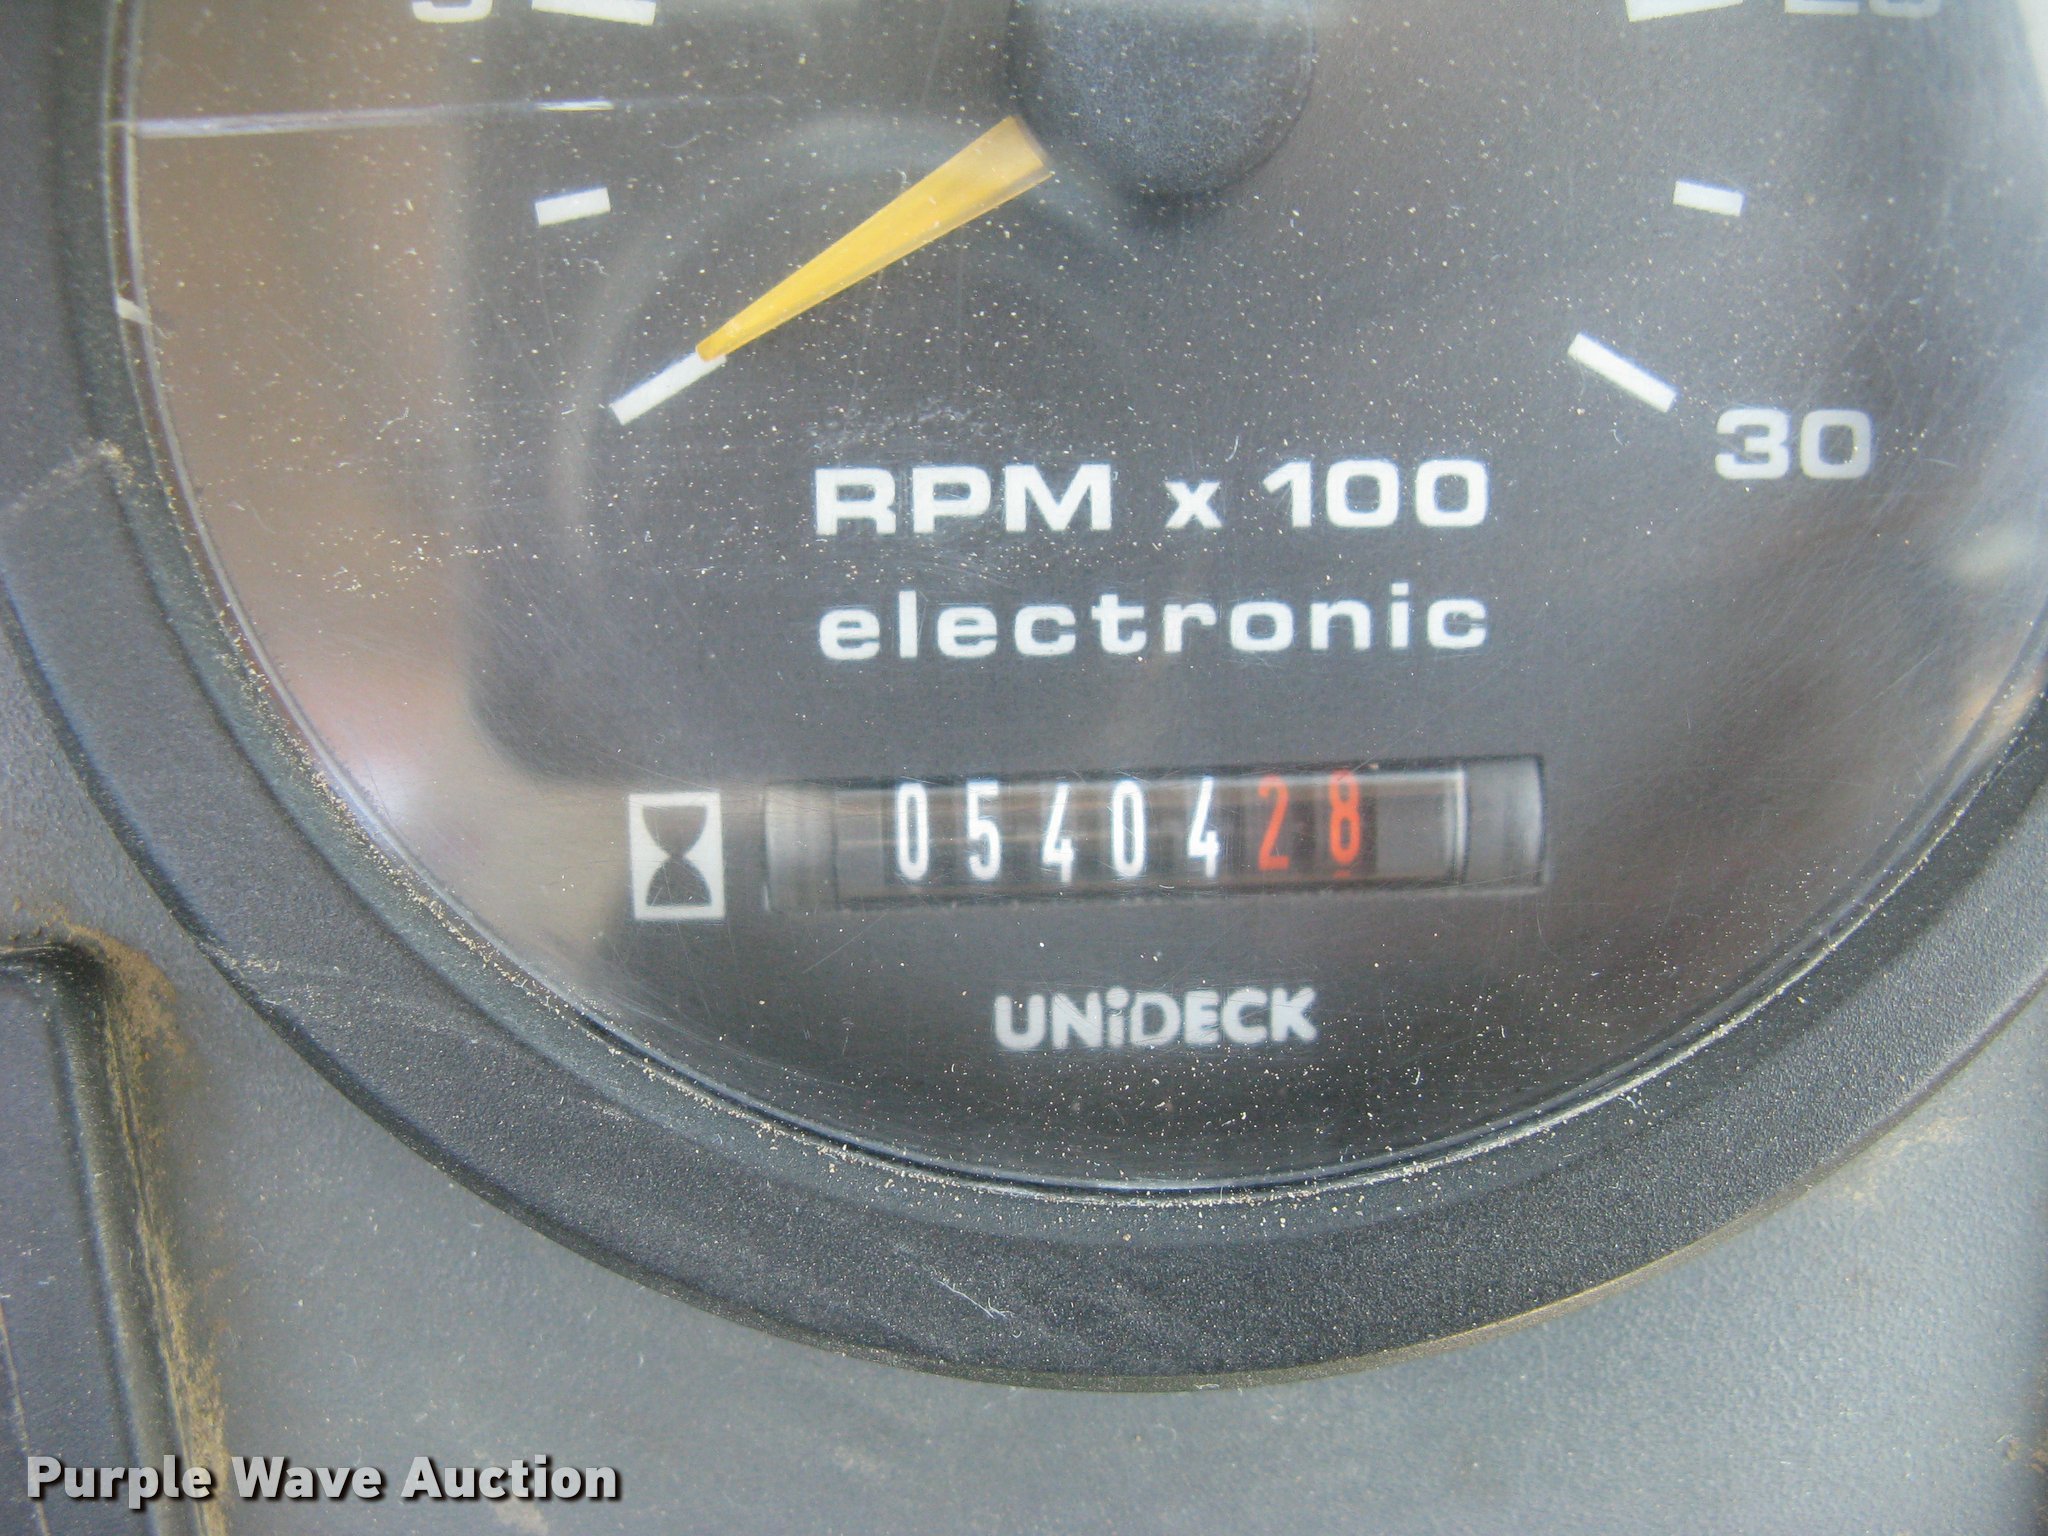 30
RPM x 100
electronic
0540428
UNiDECK
Purple Wave Auction